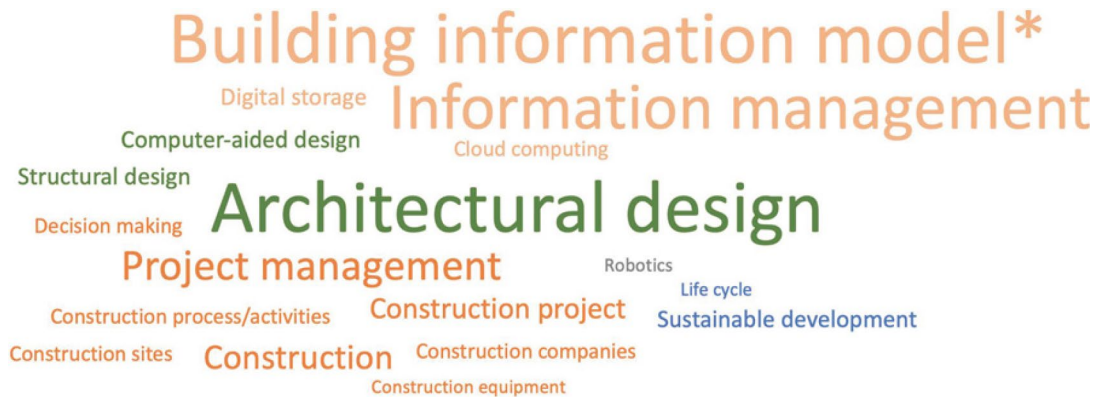 Building information model*
Digital storage
Information management
Computer-aided design
Cloud computing
Structural design
Architectural design
Decision making
Project management
Robotics
Life cycle
Construction process/activities
Construction project
Sustainable development
Construction sites
Construction
Construction companies
Construction equipment